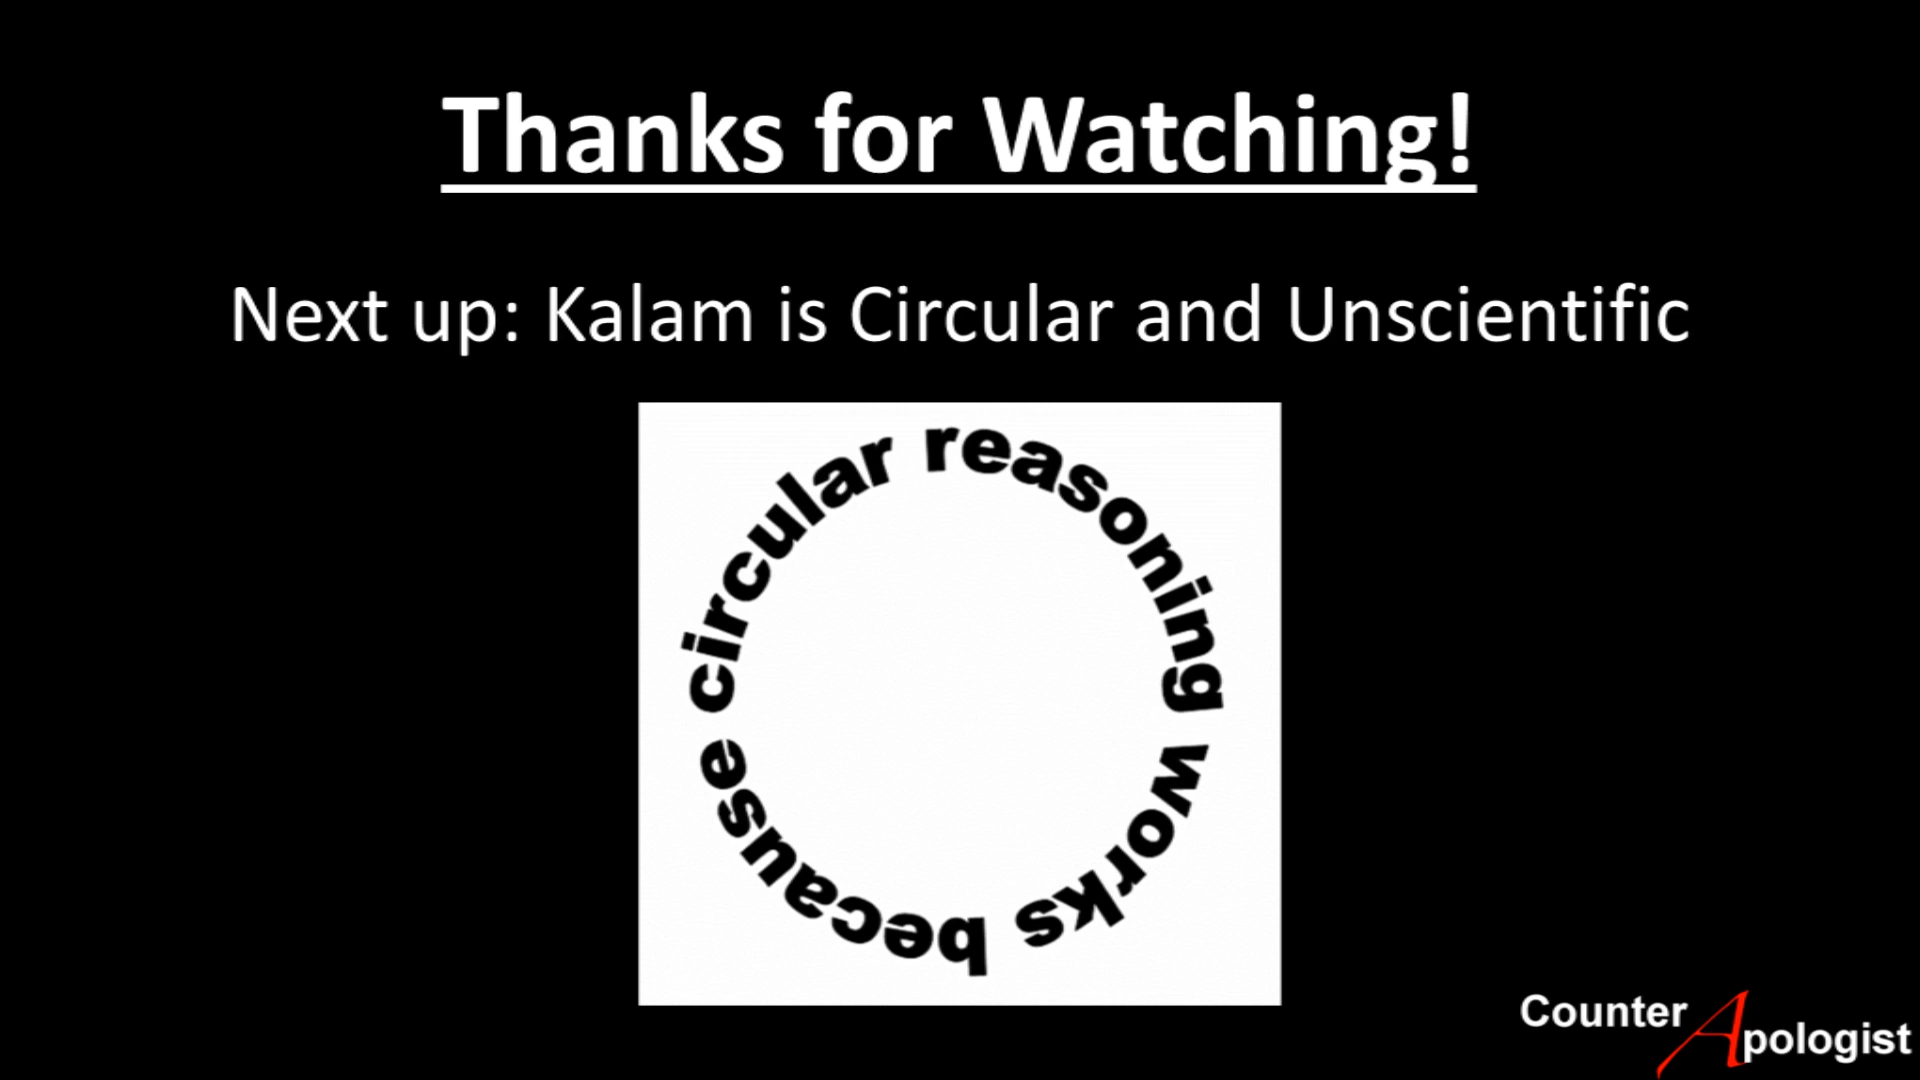 Thanks for Watching!
Next up: Kalam is Circular and Unscientific
circular reasoning works because
Counter Apologist